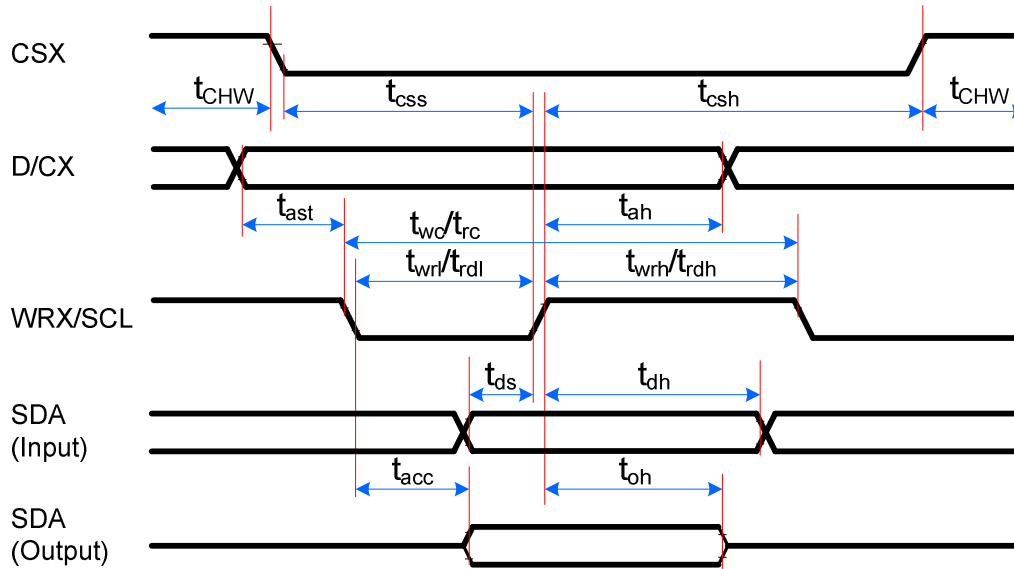 CSX
tCHW
tcss
tcsh
tCHW
D/CX
tast
twc/trc
tah
twrl/trdl
twrh/trdh
WRX/SCL
tds
tdh
SDA
(Input)
tacc
toh
SDA
(Output)